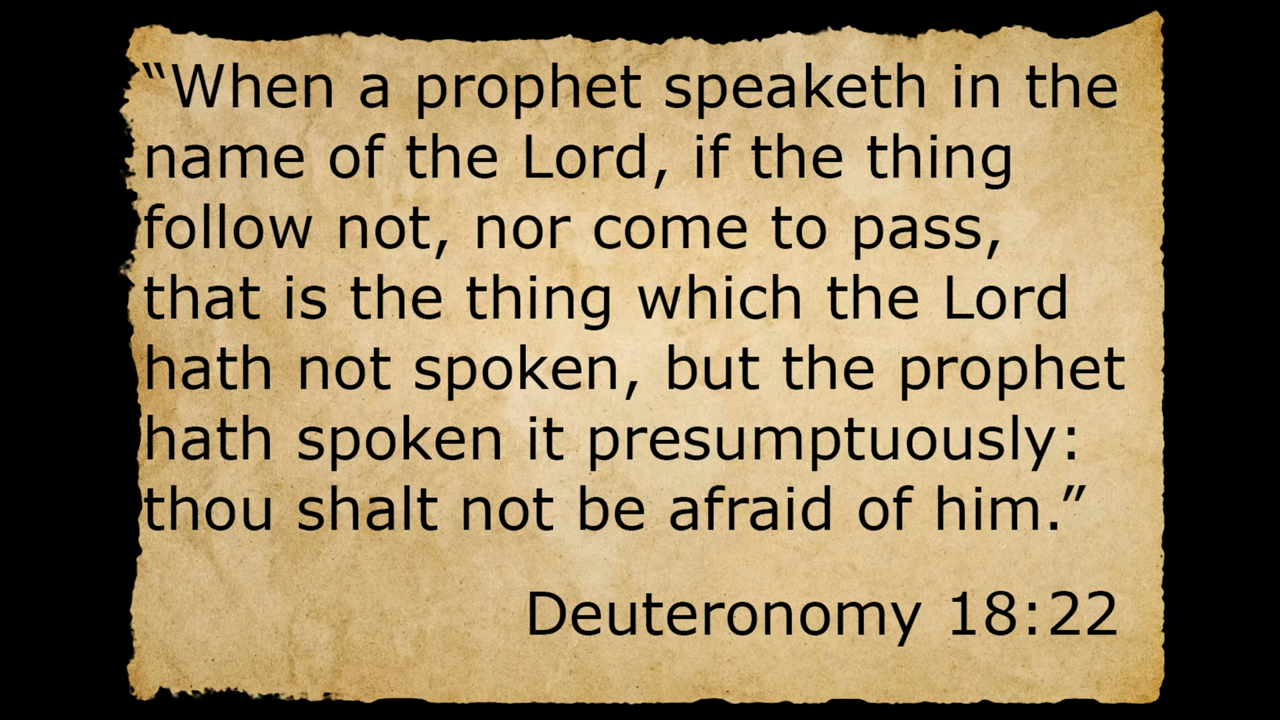 “When a prophet speaketh in the
name of the Lord, if the thing
follow not, nor come to pass,
that is the thing which the Lord
hath not spoken, but the prophet
hath spoken it presumptuously:
thou shalt not be afraid of him.”
Deuteronomy 18:22